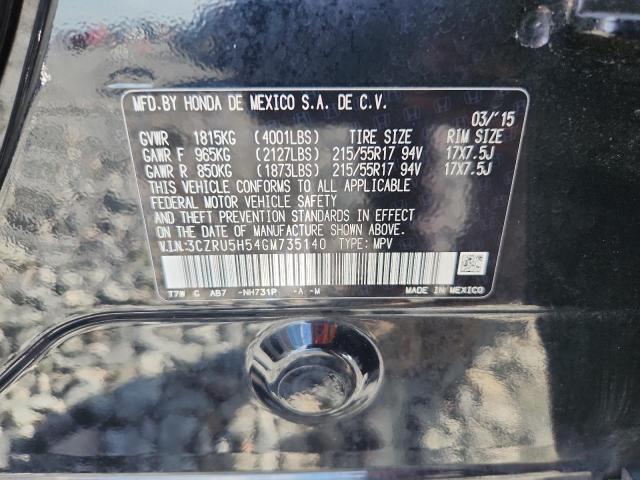 MFD.BY HONDA DE MEXICO S.A. DE C.V.
03/'15
GVWR 1815KG (4001LBS) TIRE SIZE RIM SIZE
GAWR F 965KG (2127LBS) 215/55R17 94V 17X7.5J
GAWR R 850KG (1873LBS) 215/55R17 94V 17X7.5J
THIS VEHICLE CONFORMS TO ALL APPLICABLE
FEDERAL MOTOR VEHICLE SAFETY
AND THEFT PREVENTION STANDARDS IN EFFECT
ON THE DATE OF MANUFACTURE SHOWN ABOVE.
V.I.N:3CZRU5H54GM735140 TYPE: MPV
T7W C AB7 -NH731P -A -M MADE IN MEXICO